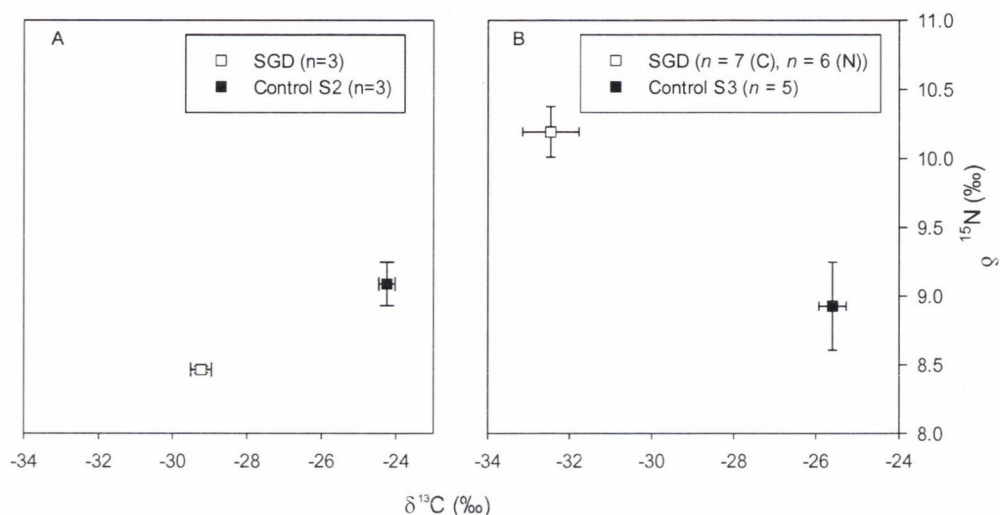 A
SGD (n=3)
Control S2 (n=3)
B
SGD (n = 7 (C), n = 6 (N))
Control S3 (n = 5)
11.0
10.5
10.0
9.5
9.0
8.5
8.0
δ ¹⁵N (‰)
-34 -32 -30 -28 -26 -24
-34 -32 -30 -28 -26 -24
δ ¹³C (‰)